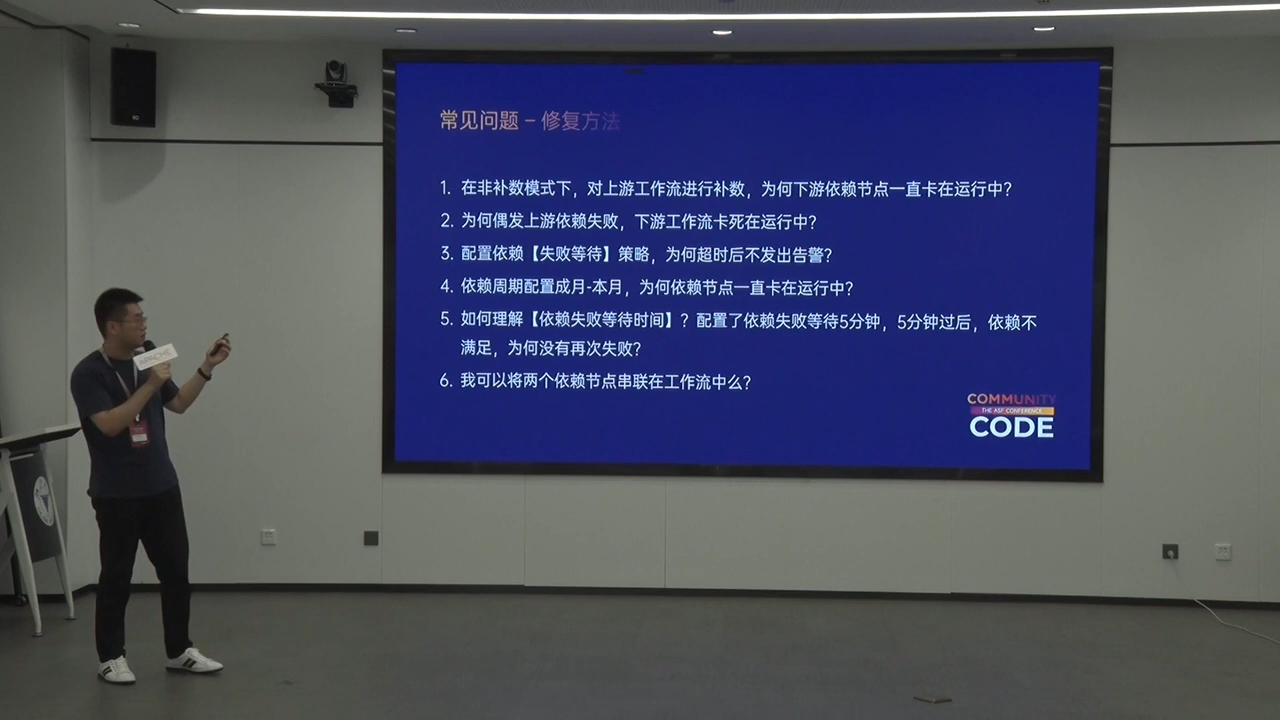 常见问题 – 修复方法
1. 在非补数模式下，对上游工作流进行补数，为何下游依赖节点一直卡在运行中？
2. 为何偶发上游依赖失败，下游工作流卡死在运行中？
3. 配置依赖【失败等待】策略，为何超时后不发出告警？
4. 依赖周期配置成月-本月，为何依赖节点一直卡在运行中？
5. 如何理解【依赖失败等待时间】？配置了依赖失败等待5分钟，5分钟过后，依赖不
满足，为何没有再次失败？
6. 我可以将两个依赖节点串联在工作流中么？
COMMUNITY
THE ASF CONFERENCE
CODE
APACHE